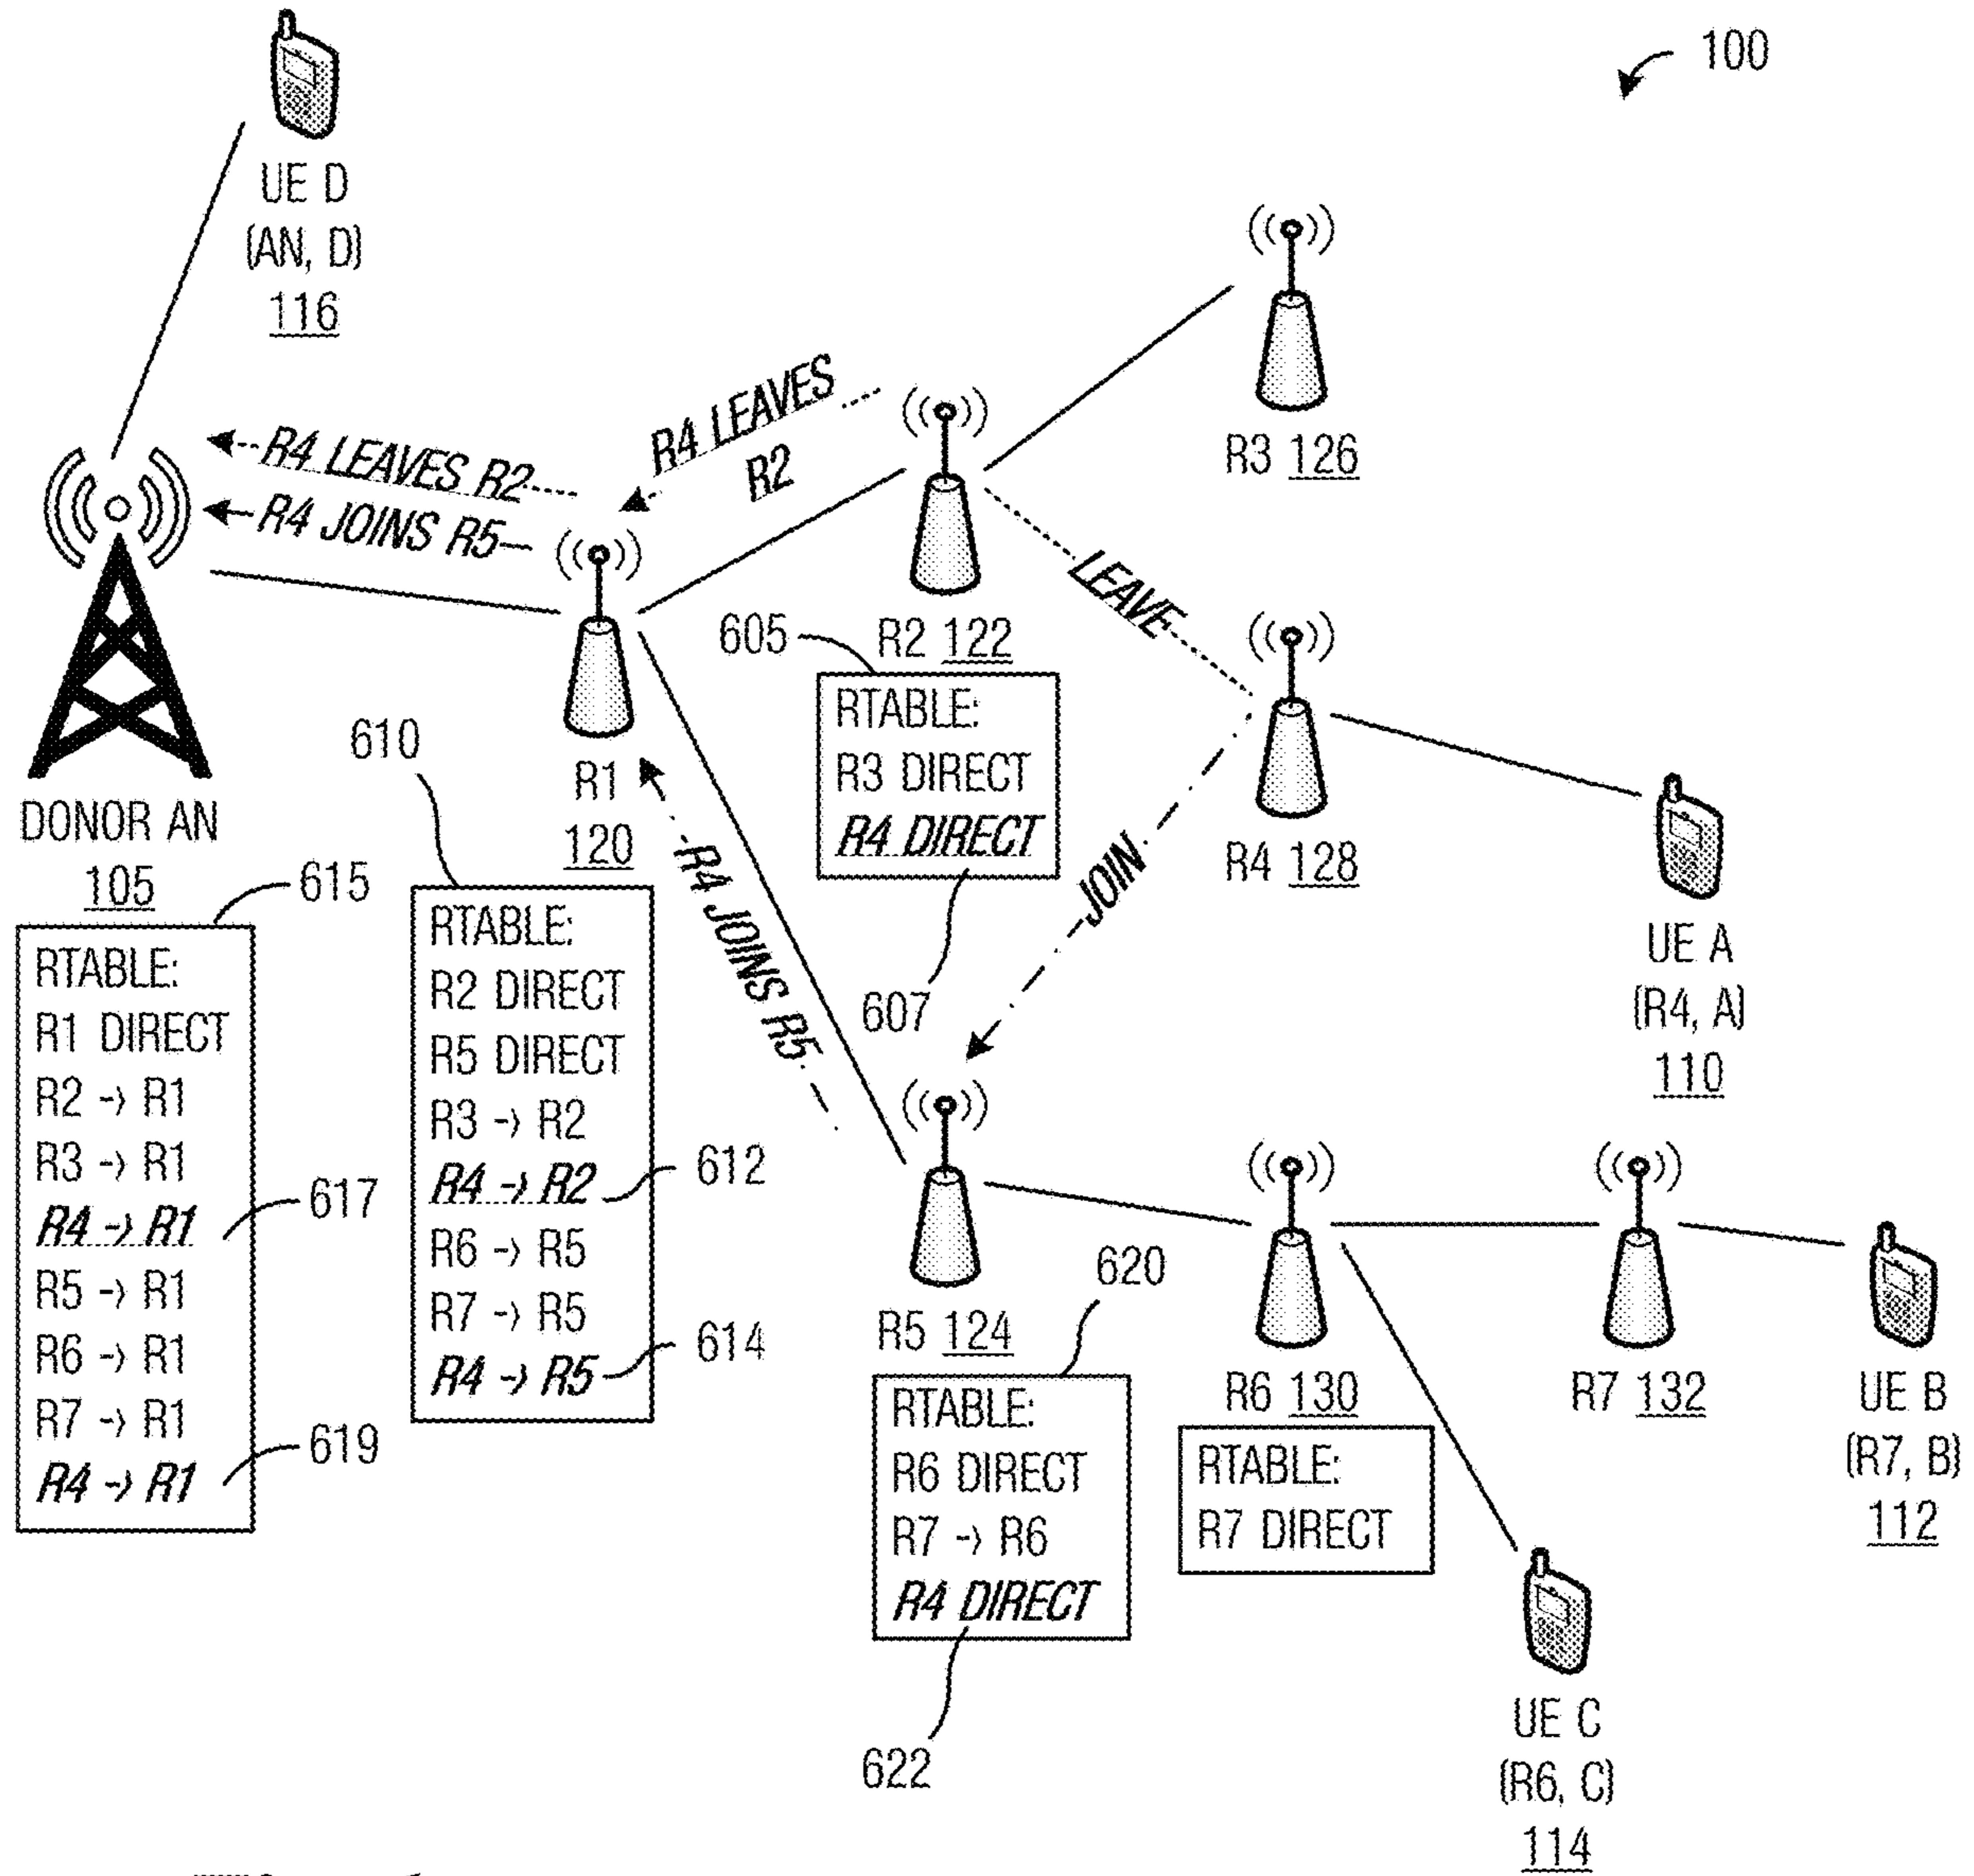 100
UE D
(AN, D)
116
R3 126
R4 LEAVES
R2
R4 LEAVES R2
R4 JOINS R5
LEAVE
605
R2 122
RTABLE:
R3 DIRECT
R4 DIRECT
607
R4 128
JOIN
UE A
(R4, A)
110
DONOR AN
105
615
RTABLE:
R1 DIRECT
R2 -> R1
R3 -> R1
R4 -> R1
617
R5 -> R1
R6 -> R1
R7 -> R1
R4 -> R1
619
610
R1
120
RTABLE:
R2 DIRECT
R5 DIRECT
R3 -> R2
R4 -> R2
612
R6 -> R5
R7 -> R5
R4 -> R5
614
R4 JOINS R5
R5 124
620
RTABLE:
R6 DIRECT
R7 -> R6
R4 DIRECT
622
R6 130
RTABLE:
R7 DIRECT
R7 132
UE B
(R7, B)
112
UE C
(R6, C)
114